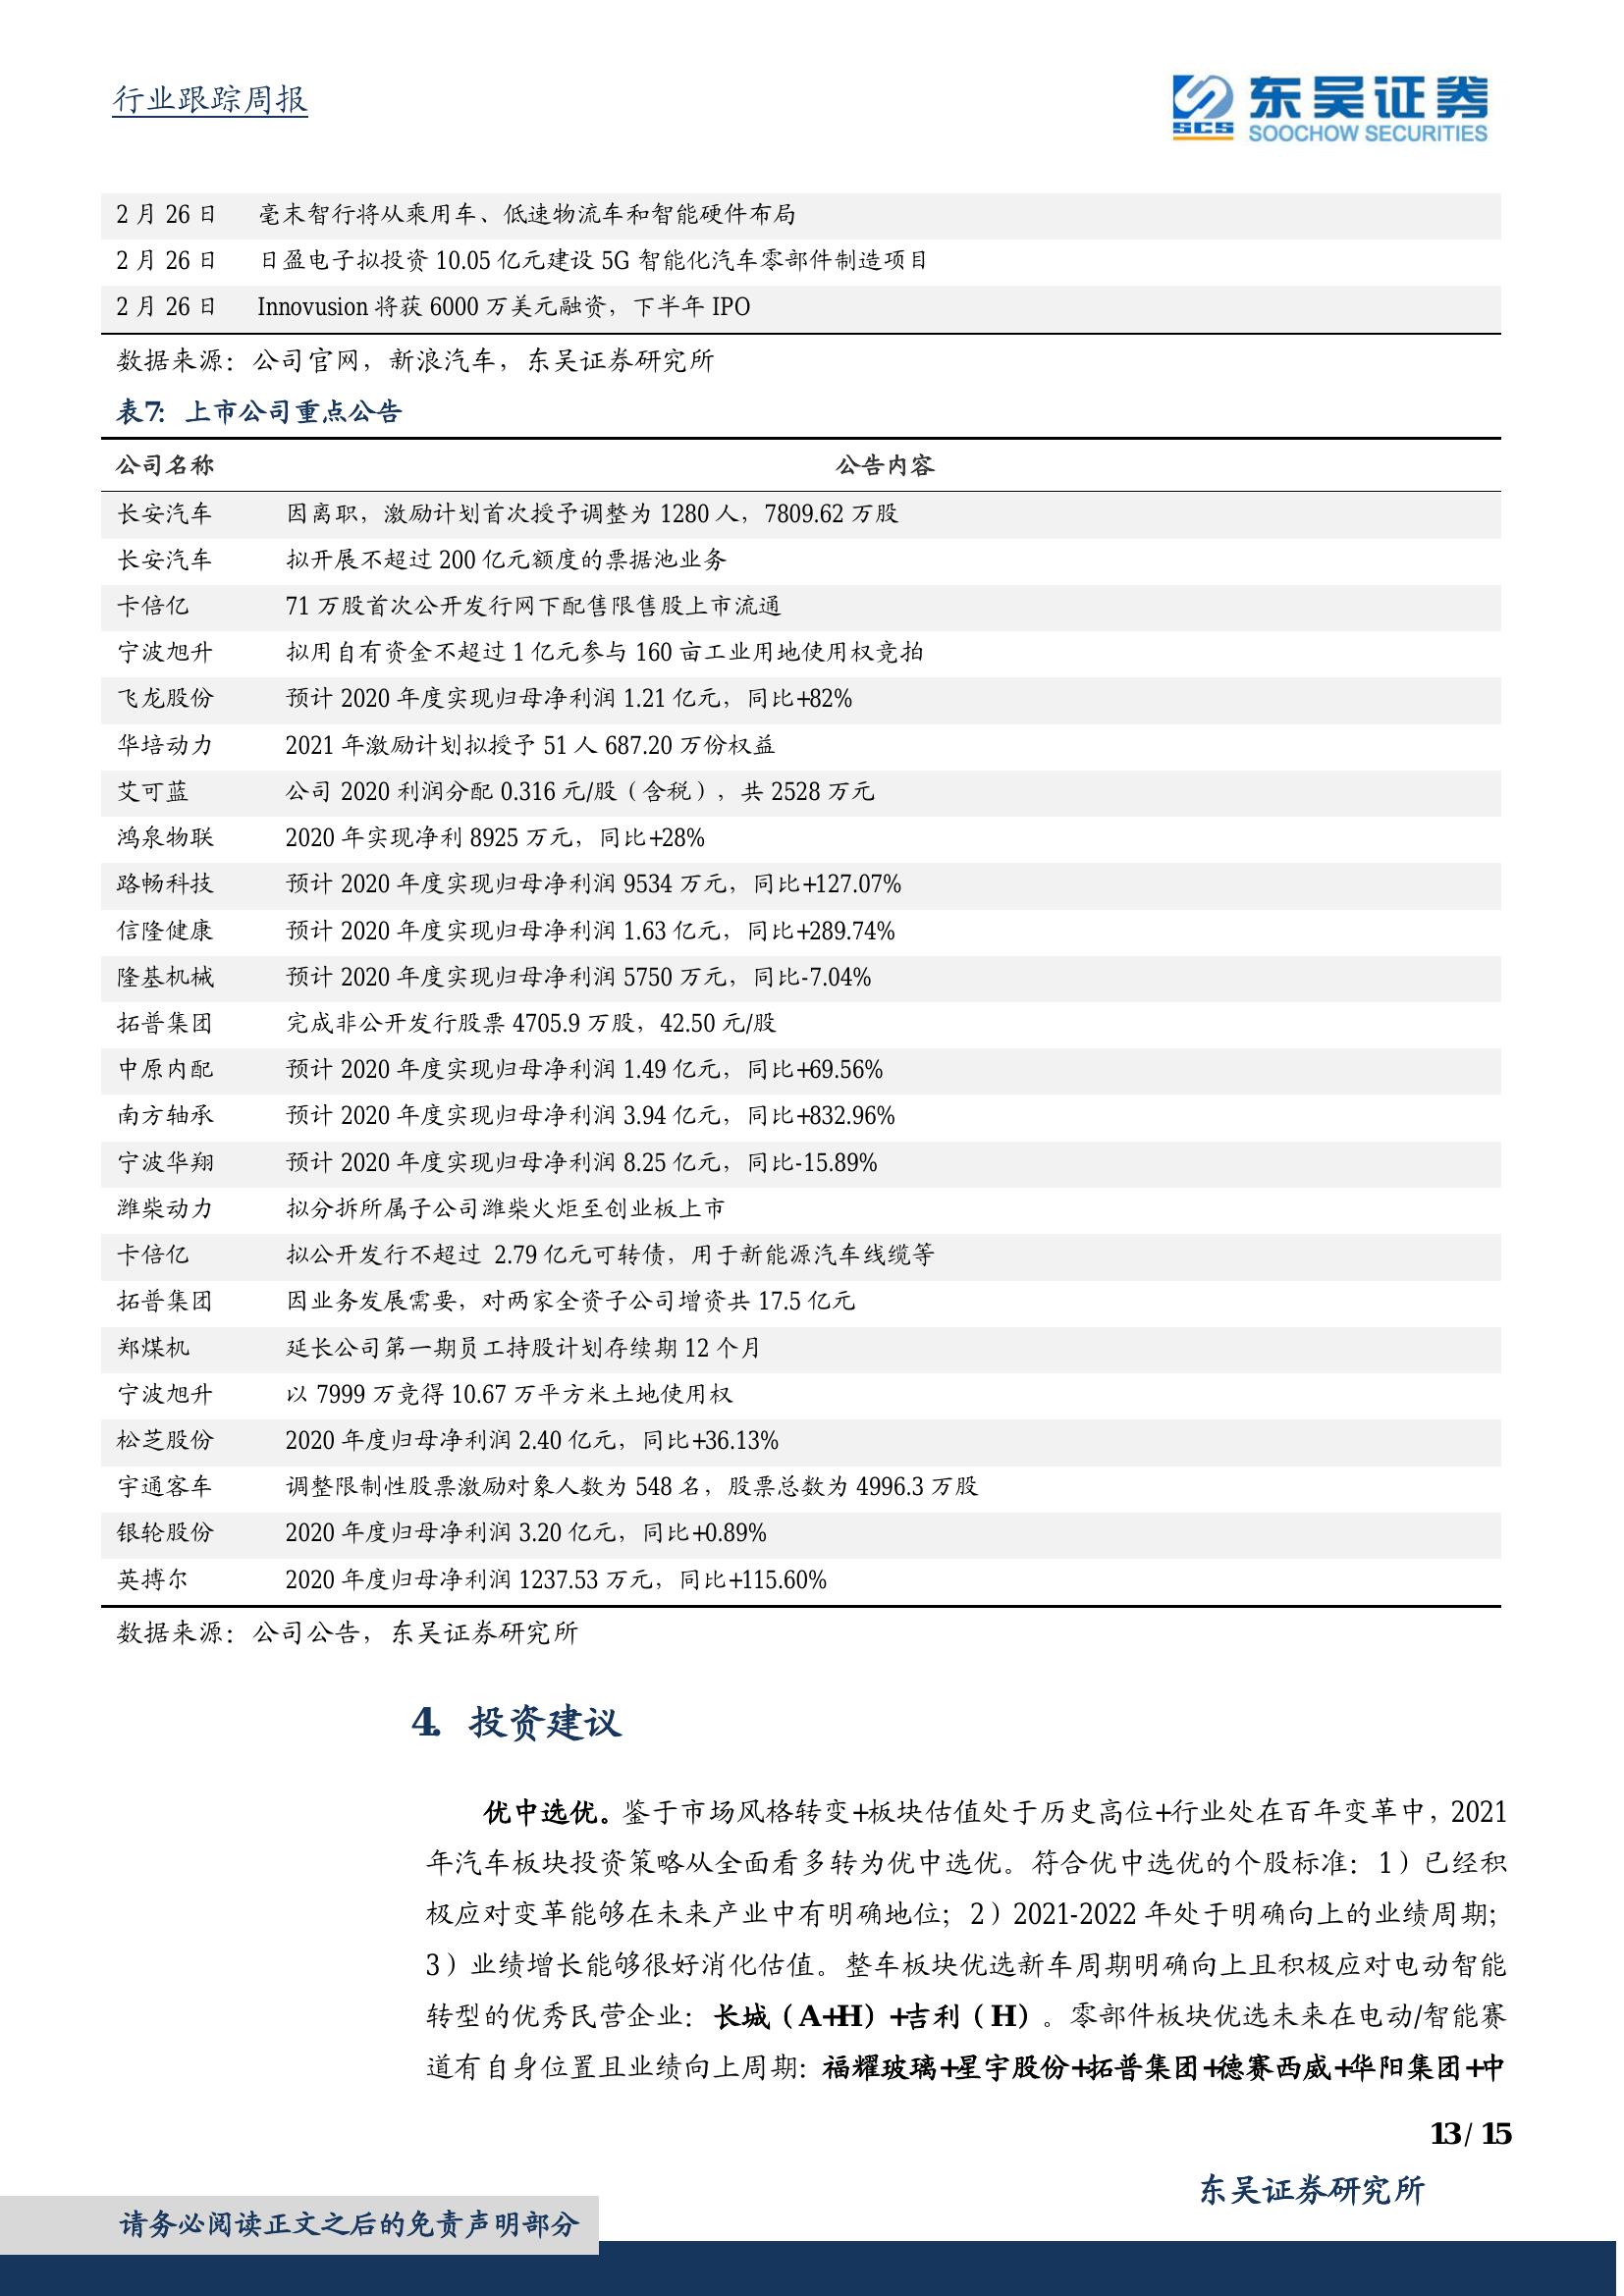 行业跟踪周报
SCS 东吴证券
SOOCHOW SECURITIES
2 月 26 日 毫末智行将从乘用车、低速物流车和智能硬件布局
2 月 26 日 日盈电子拟投资 10.05 亿元建设 5G 智能化汽车零部件制造项目
2 月 26 日 Innovusion 将获 6000 万美元融资，下半年 IPO
数据来源：公司官网，新浪汽车，东吴证券研究所
表7：上市公司重点公告
公司名称 公告内容
长安汽车 因离职，激励计划首次授予调整为 1280 人，7809.62 万股
长安汽车 拟开展不超过 200 亿元额度的票据池业务
卡倍亿 71 万股首次公开发行网下配售限售股上市流通
宁波旭升 拟用自有资金不超过 1 亿元参与 160 亩工业用地使用权竞拍
飞龙股份 预计 2020 年度实现归母净利润 1.21 亿元，同比+82%
华培动力 2021 年激励计划拟授予 51 人 687.20 万份权益
艾可蓝 公司 2020 利润分配 0.316 元/股（含税），共 2528 万元
鸿泉物联 2020 年实现净利 8925 万元，同比+28%
路畅科技 预计 2020 年度实现归母净利润 9534 万元，同比+127.07%
信隆健康 预计 2020 年度实现归母净利润 1.63 亿元，同比+289.74%
隆基机械 预计 2020 年度实现归母净利润 5750 万元，同比-7.04%
拓普集团 完成非公开发行股票 4705.9 万股，42.50 元/股
中原内配 预计 2020 年度实现归母净利润 1.49 亿元，同比+69.56%
南方轴承 预计 2020 年度实现归母净利润 3.94 亿元，同比+832.96%
宁波华翔 预计 2020 年度实现归母净利润 8.25 亿元，同比-15.89%
潍柴动力 拟分拆所属子公司潍柴火炬至创业板上市
卡倍亿 拟公开发行不超过 2.79 亿元可转债，用于新能源汽车线缆等
拓普集团 因业务发展需要，对两家全资子公司增资共 17.5 亿元
郑煤机 延长公司第一期员工持股计划存续期 12 个月
宁波旭升 以 7999 万竞得 10.67 万平方米土地使用权
松芝股份 2020 年度归母净利润 2.40 亿元，同比+36.13%
宇通客车 调整限制性股票激励对象人数为 548 名，股票总数为 4996.3 万股
银轮股份 2020 年度归母净利润 3.20 亿元，同比+0.89%
英搏尔 2020 年度归母净利润 1237.53 万元，同比+115.60%
数据来源：公司公告，东吴证券研究所
4. 投资建议
优中选优。鉴于市场风格转变+板块估值处于历史高位+行业处在百年变革中，2021
年汽车板块投资策略从全面看多转为优中选优。符合优中选优的个股标准：1）已经积
极应对变革能够在未来产业中有明确地位；2）2021-2022 年处于明确向上的业绩周期；
3）业绩增长能够很好消化估值。整车板块优选新车周期明确向上且积极应对电动智能
转型的优秀民营企业：长城（A+H）+吉利（H）。零部件板块优选未来在电动/智能赛
道有自身位置且业绩向上周期：福耀玻璃+星宇股份+拓普集团+德赛西威+华阳集团+中
13 / 15
东吴证券研究所
请务必阅读正文之后的免责声明部分